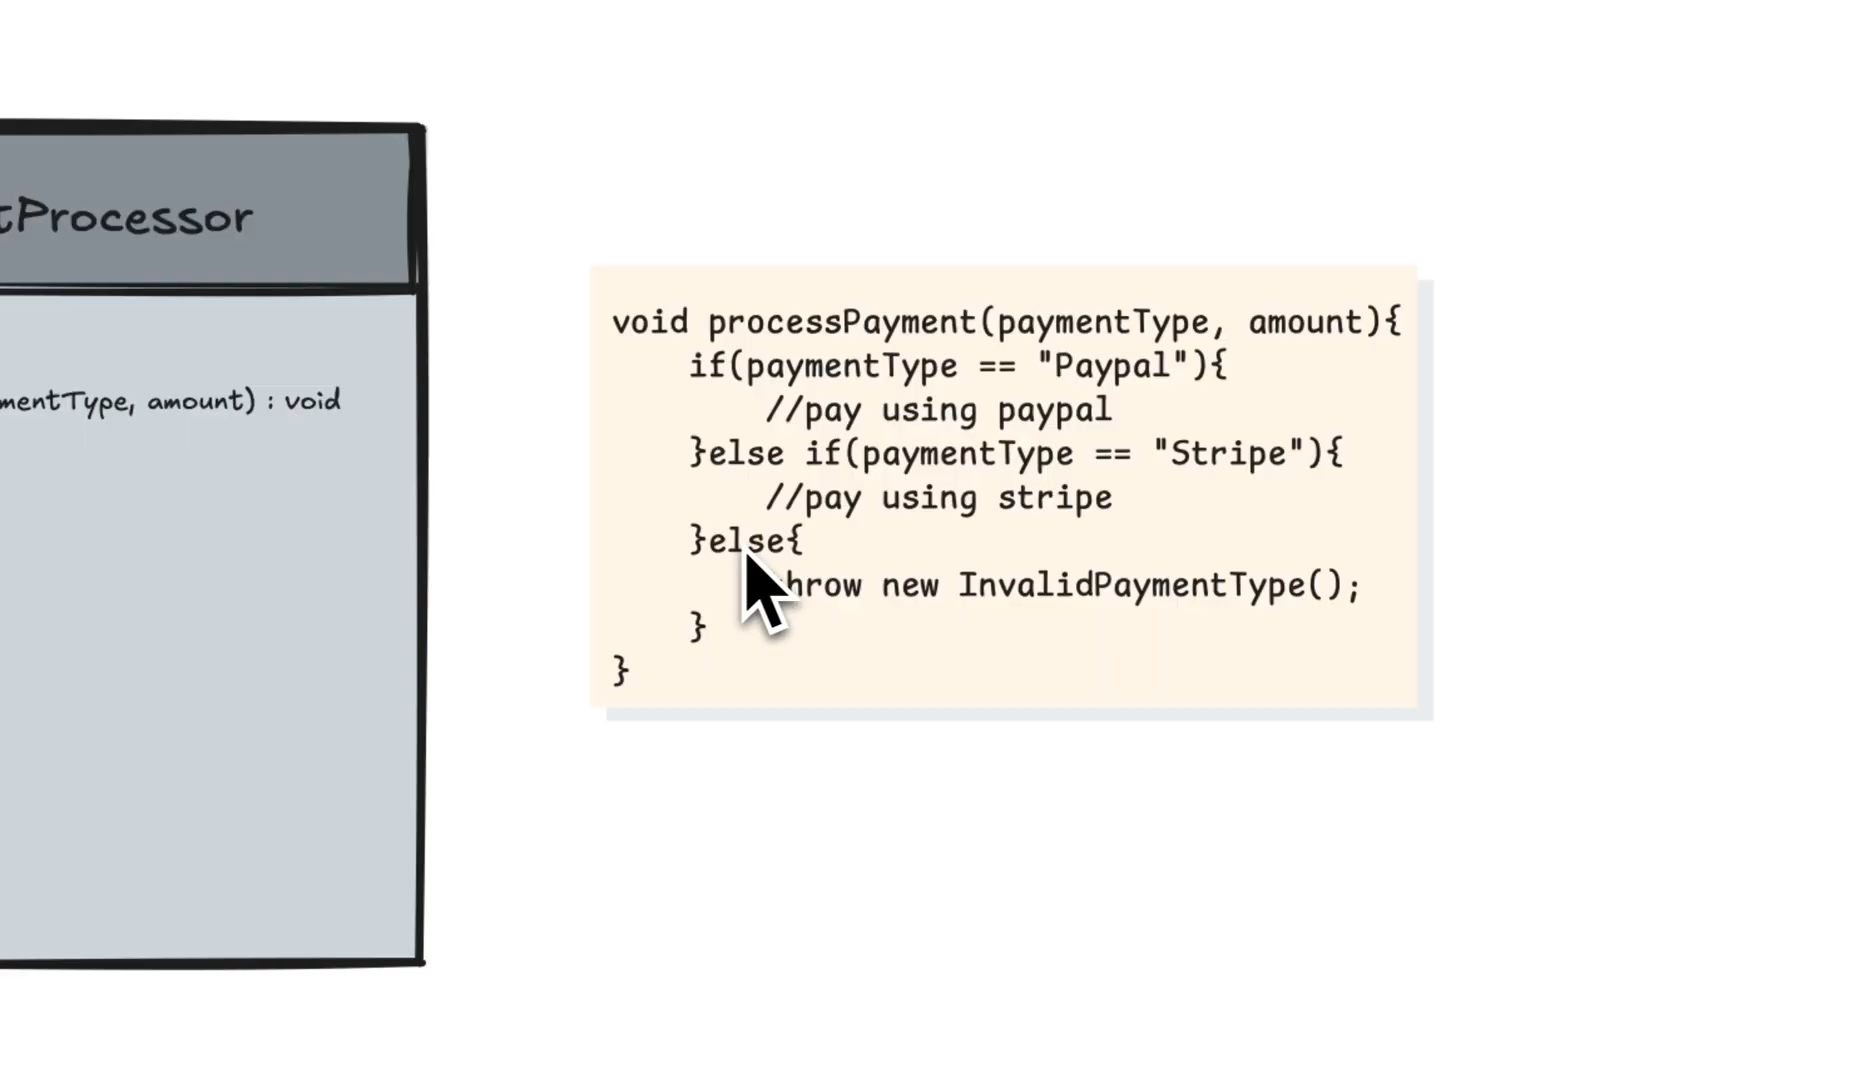 tProcessor
mentType, amount) : void
void processPayment(paymentType, amount){
if(paymentType == "Paypal"){
//pay using paypal
}else if(paymentType == "Stripe"){
//pay using stripe
}else{
throw new InvalidPaymentType();
}
}